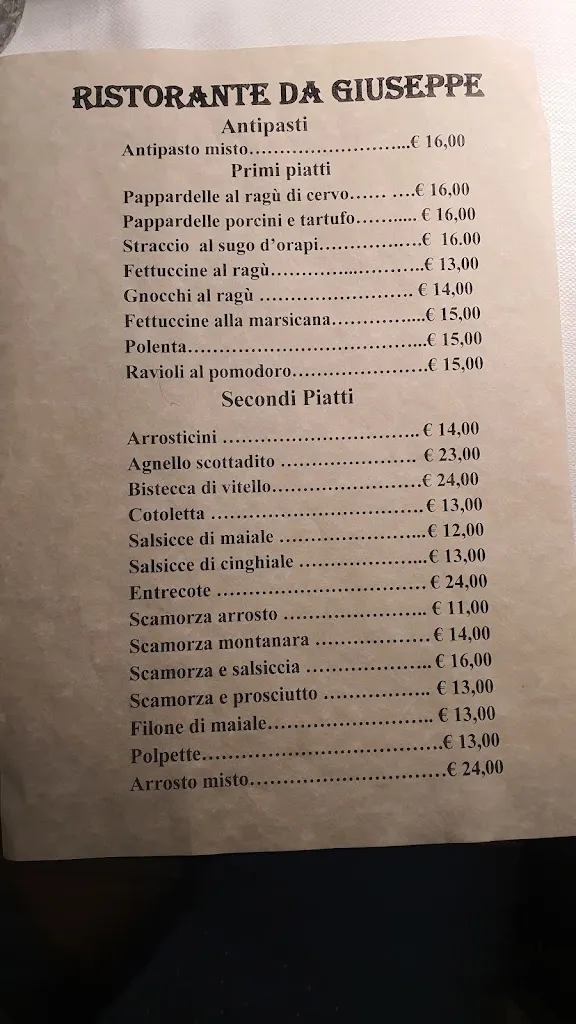 RISTORANTE DA GIUSEPPE
Antipasti
Antipasto misto..........................€ 16,00
Primi piatti
Pappardelle al ragù di cervo...... ....€ 16,00
Pappardelle porcini e tartufo........... € 16,00
Straccio  al sugo d'orapi...................€  16.00
Fettuccine al ragù............................€ 13,00
Gnocchi al ragù ............................ € 14,00
Fettuccine alla marsicana.................€ 15,00
Polenta...........................................€ 15,00
Ravioli al pomodoro.........................€ 15,00
Secondi Piatti
Arrosticini ................................... € 14,00
Agnello scottadito ........................ € 23,00
Bistecca di vitello...........................€ 24,00
Cotoletta ......................................€ 13,00
Salsicce di maiale ..........................€ 12,00
Salsicce di cinghiale .......................€ 13,00
Entrecote ..................................... € 24,00
Scamorza arrosto ......................... € 11,00
Scamorza montanara .....................€ 14,00
Scamorza e salsiccia ...................... € 16,00
Scamorza e prosciutto ................... € 13,00
Filone di maiale............................. € 13,00
Polpette..........................................€ 13,00
Arrosto misto..................................€ 24,00